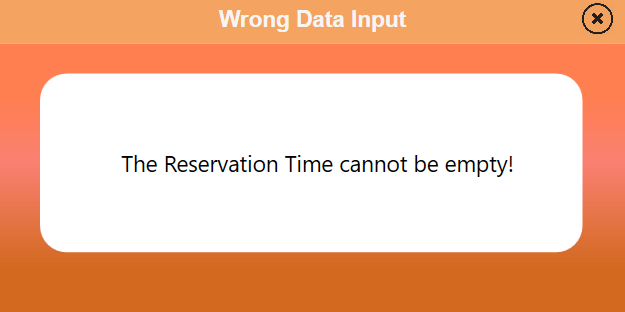 Wrong Data Input
The Reservation Time cannot be empty!